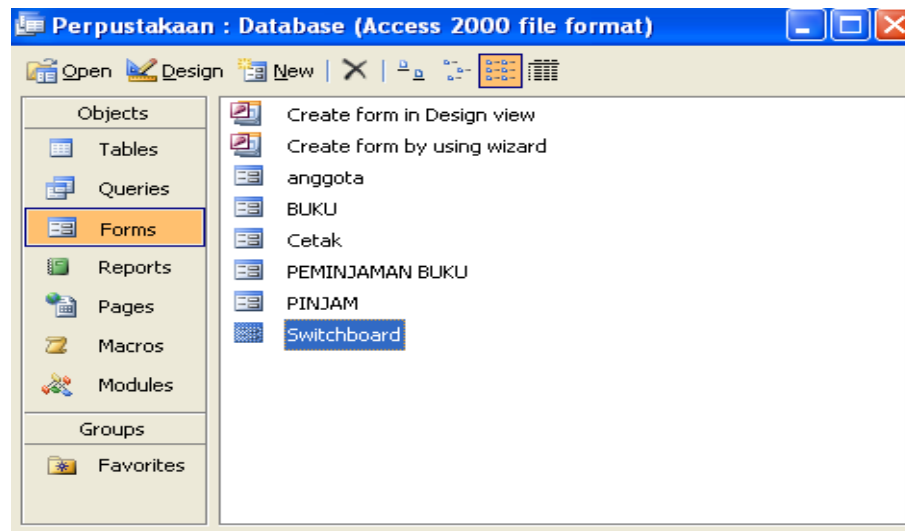 Perpustakaan : Database (Access 2000 file format)
Open Design New
Objects
Tables
Queries
Forms
Reports
Pages
Macros
Modules
Groups
Favorites
Create form in Design view
Create form by using wizard
anggota
BUKU
Cetak
PEMINJAMAN BUKU
PINJAM
Switchboard